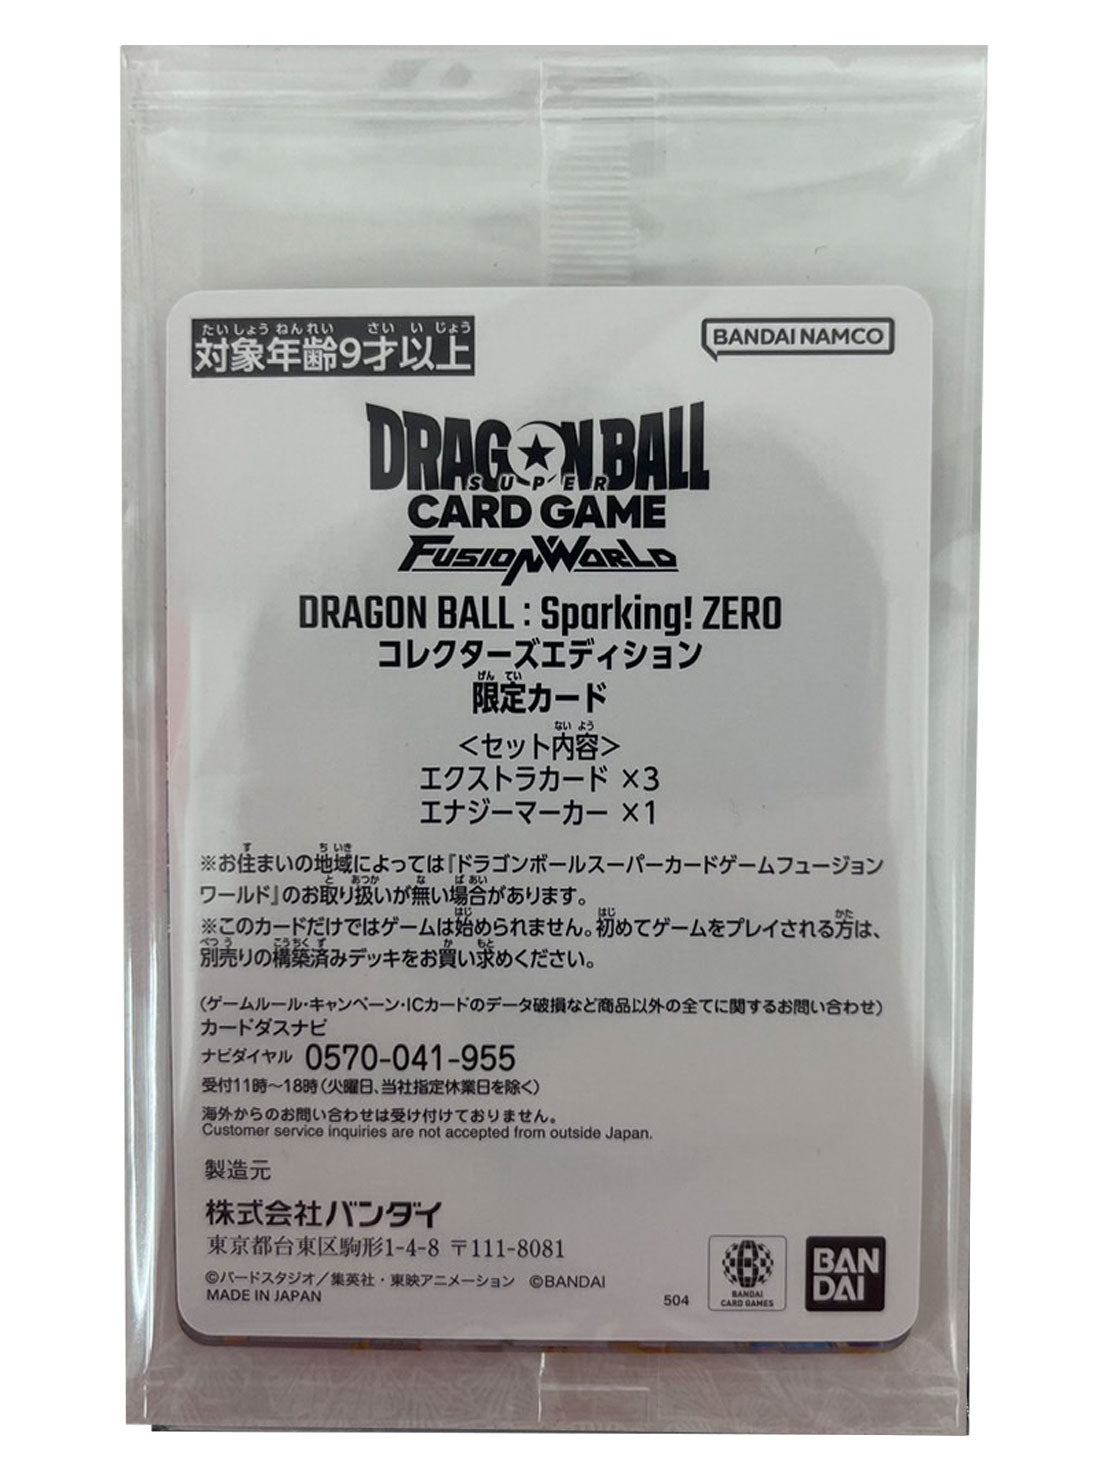 たいしょうねんれい さいいじょう
対象年齢9才以上
BANDAI NAMCO
DRAGON BALL
SUPER
CARD GAME
FUSION WORLD
DRAGON BALL : Sparking! ZERO
コレクターズエディション
げんてい
限定カード
ないよう
＜セット内容＞
エクストラカード ×3
エナジーマーカー ×1
す ちいき
※お住まいの地域によっては『ドラゴンボールスーパーカードゲームフュージョン
と あつか な ばあい
ワールド』のお取り扱いが無い場合があります。
はじ はじ かた
※このカードだけではゲームは始められません。初めてゲームをプレイされる方は、
べつう こうちくず か もと
別売りの構築済みデッキをお買い求めください。
（ゲームルール・キャンペーン・ICカードのデータ破損など商品以外の全てに関するお問い合わせ）
カードダスナビ
ナビダイヤル 0570-041-955
受付11時～18時（火曜日、当社指定休業日を除く）
海外からのお問い合わせは受け付けておりません。
Customer service inquiries are not accepted from outside Japan.
製造元
株式会社バンダイ
東京都台東区駒形1-4-8 〒111-8081
©バードスタジオ／集英社・東映アニメーション ©BANDAI
MADE IN JAPAN
504
BANDAI
CARD GAMES
BAN
DAI